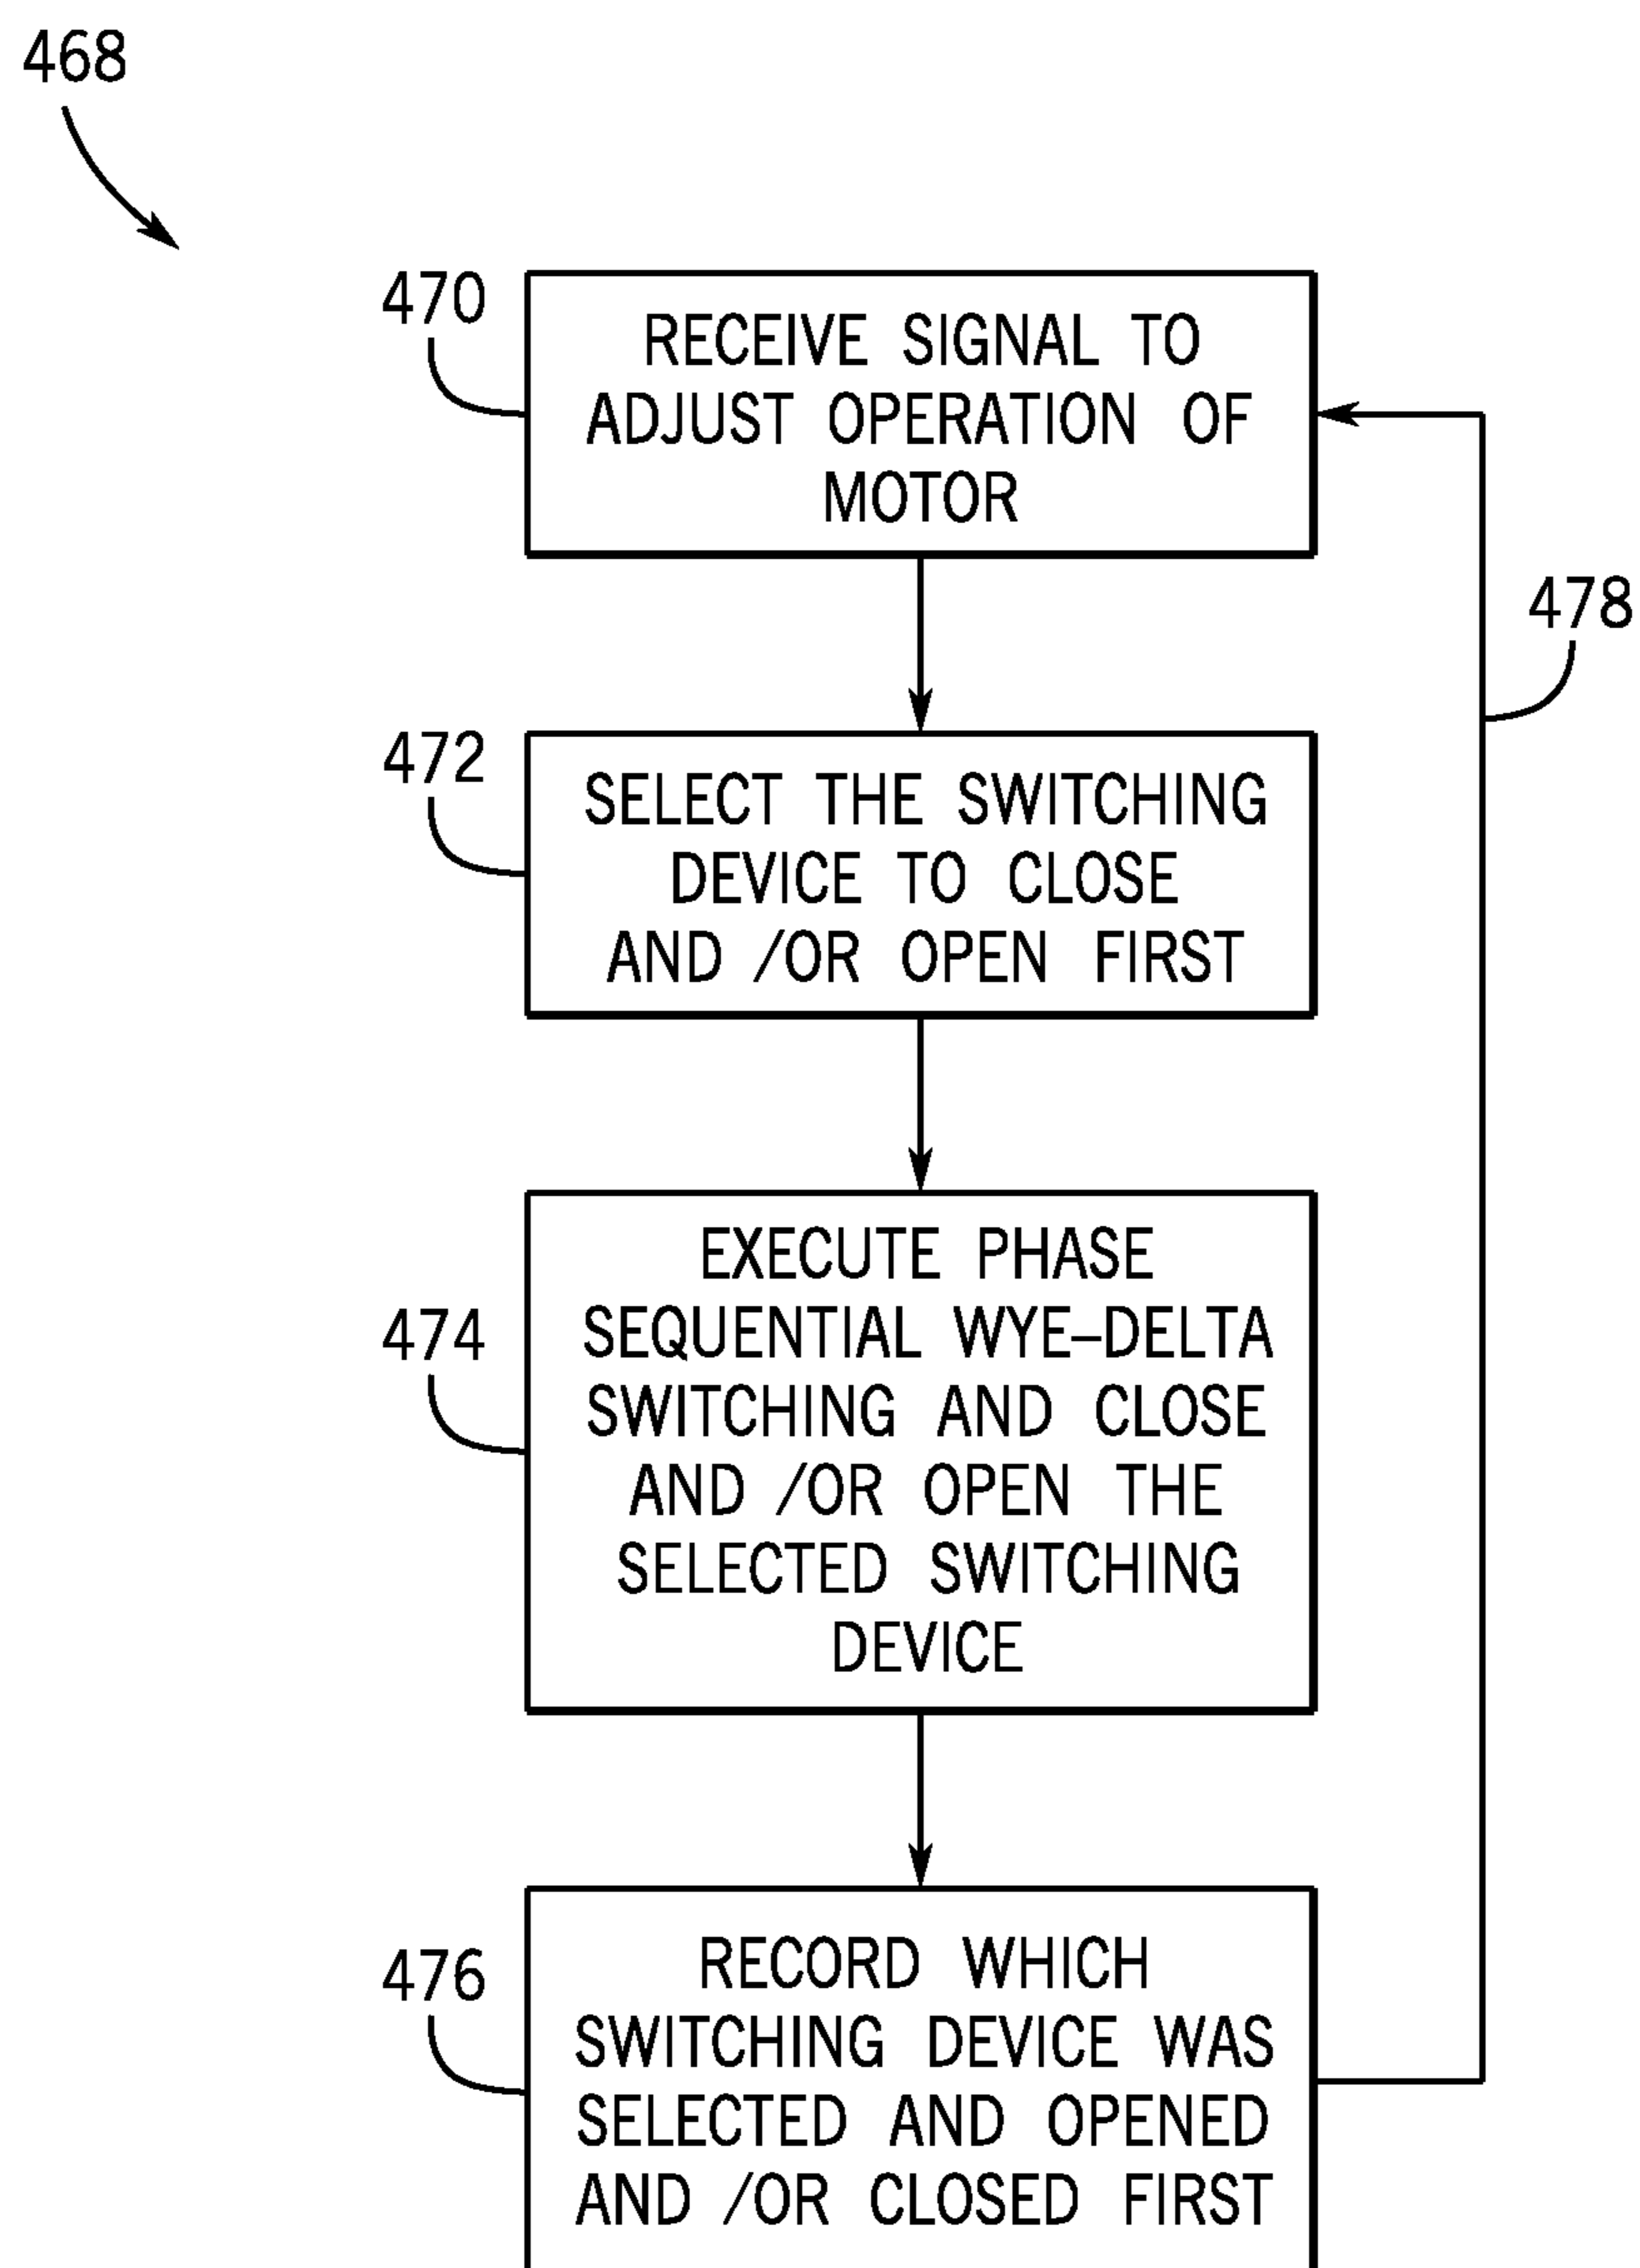 468
470
RECEIVE SIGNAL TO
ADJUST OPERATION OF
MOTOR
478
472
SELECT THE SWITCHING
DEVICE TO CLOSE
AND /OR OPEN FIRST
474
EXECUTE PHASE
SEQUENTIAL WYE–DELTA
SWITCHING AND CLOSE
AND /OR OPEN THE
SELECTED SWITCHING
DEVICE
476
RECORD WHICH
SWITCHING DEVICE WAS
SELECTED AND OPENED
AND /OR CLOSED FIRST